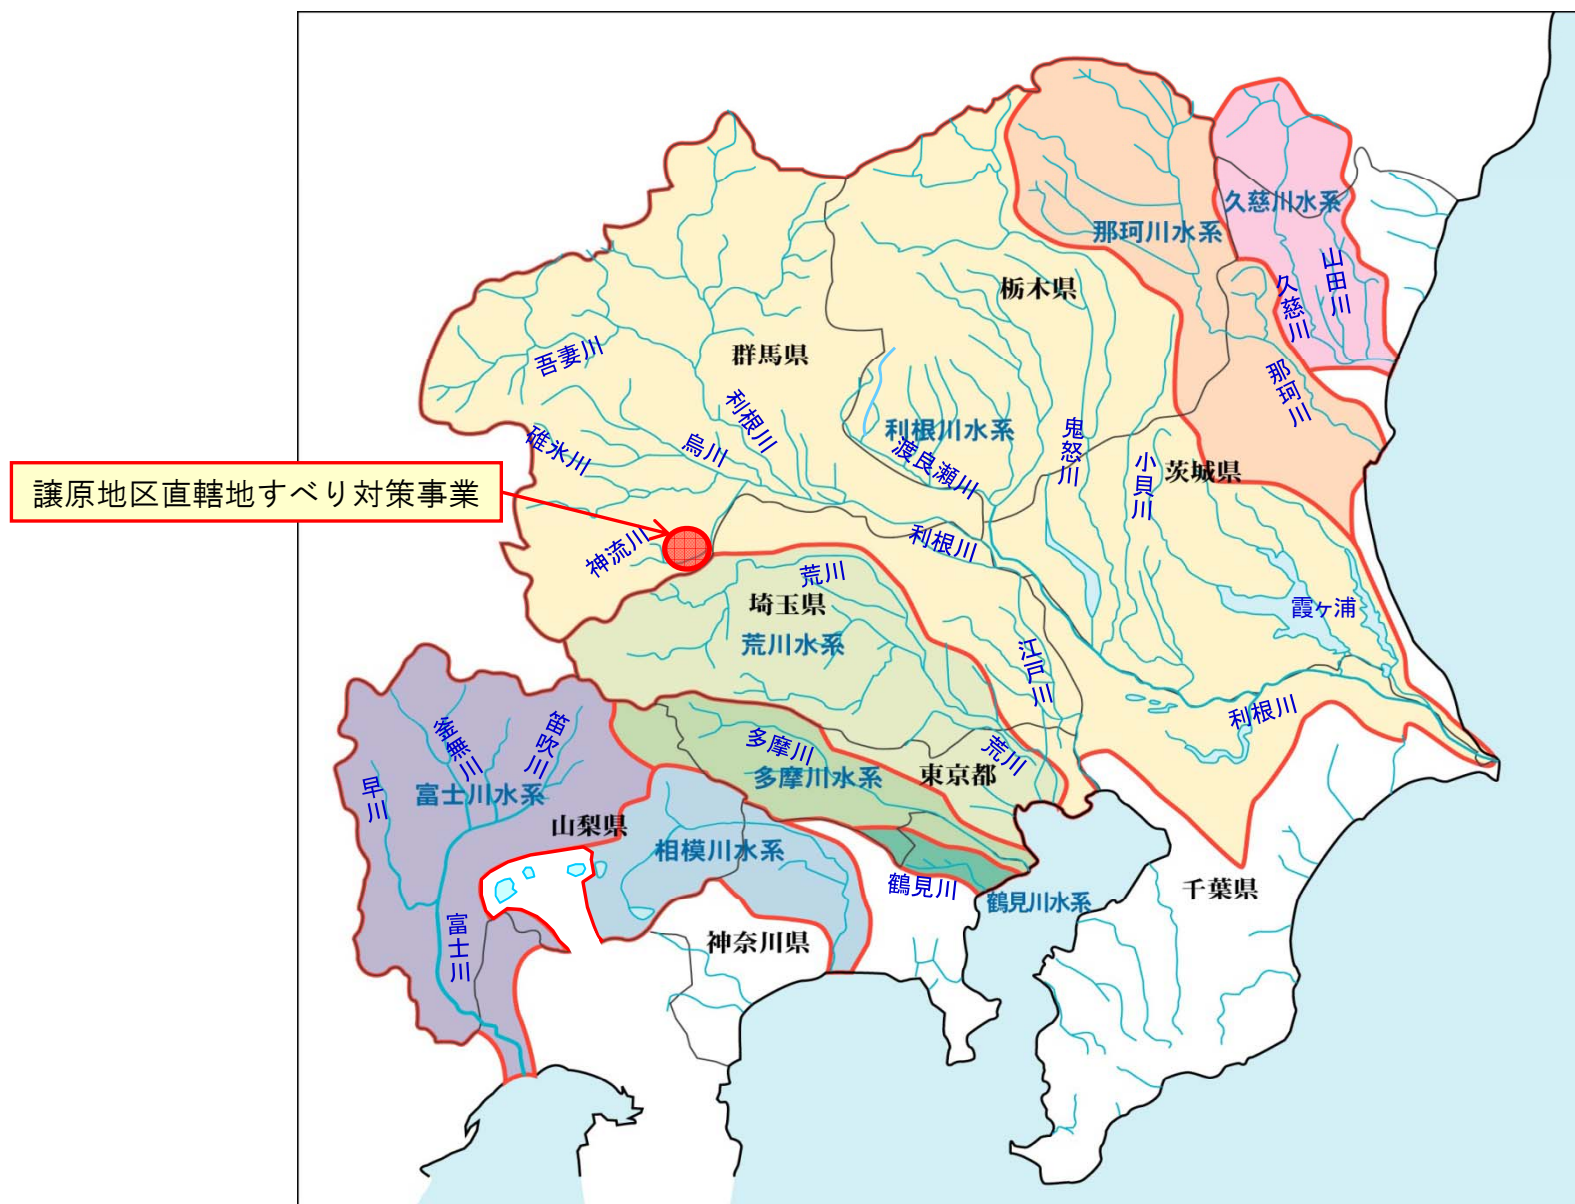 久慈川水系
那珂川水系
山田川
久慈川
栃木県
吾妻川
群馬県
那珂川
利根川
利根川水系
鬼怒川
碓氷川
烏川
渡良瀬川
小貝川
茨城県
譲原地区直轄地すべり対策事業
神流川
利根川
荒川
埼玉県
霞ヶ浦
荒川水系
江戸川
利根川
釜無川
笛吹川
多摩川
荒川
早川
富士川水系
多摩川水系
東京都
山梨県
相模川水系
鶴見川
千葉県
鶴見川水系
富士川
神奈川県